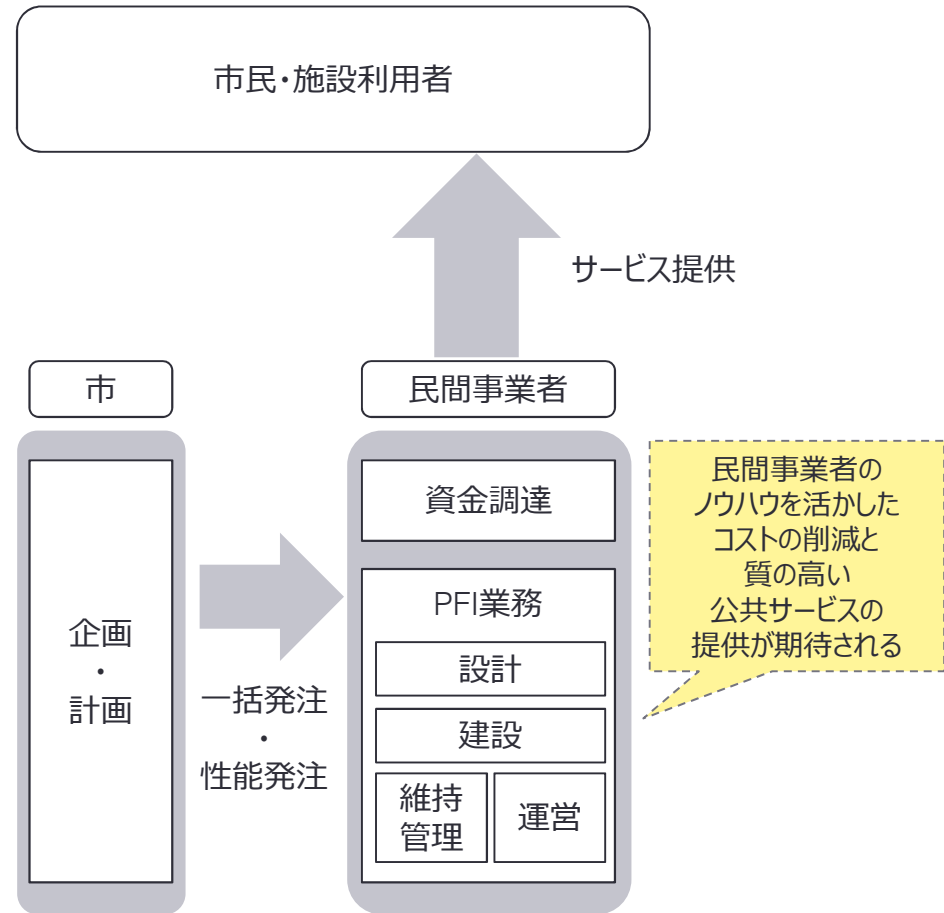 市民・施設利用者
サービス提供
市
民間事業者
企画
・
計画
一括発注
・
性能発注
資金調達
PFI業務
設計
建設
維持
管理
運営
民間事業者の
ノウハウを活かした
コストの削減と
質の高い
公共サービスの
提供が期待される